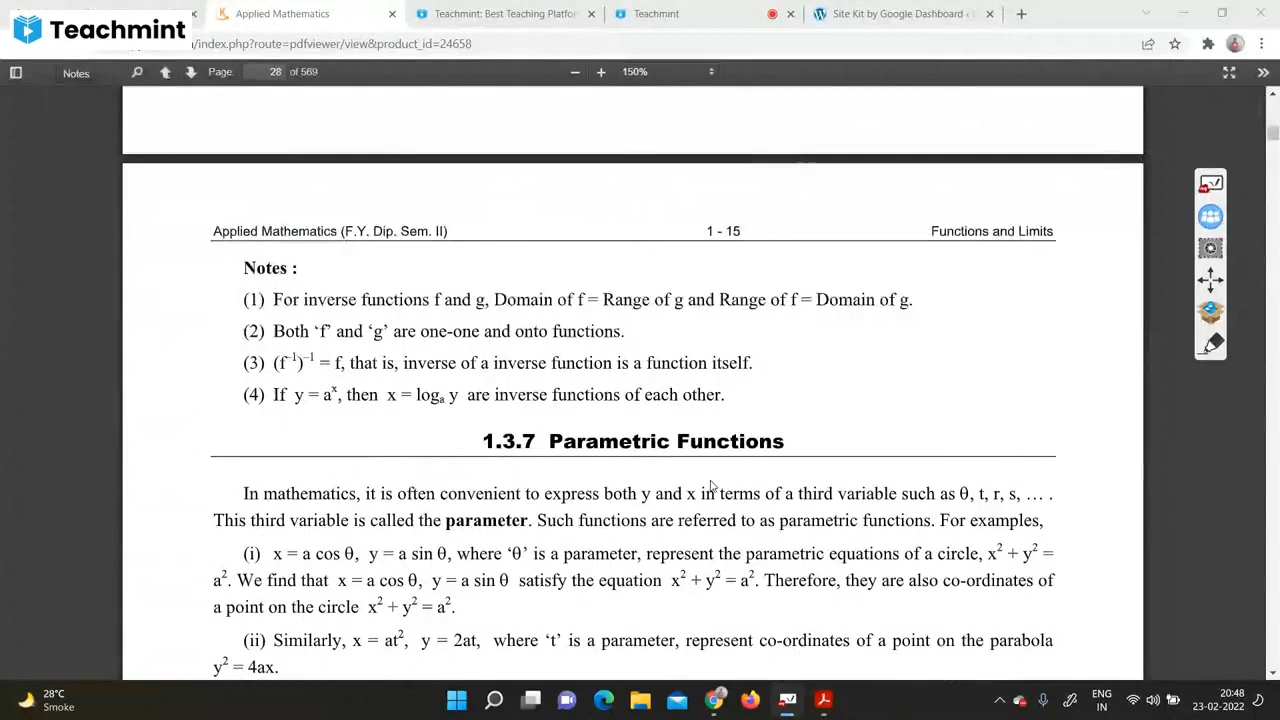 Applied Mathematics
Teachmint: Best Teaching Platfor
Teachmint
Site Kit by Google Dashboard ‹
Teachmint
/index.php?route=pdfviewer/view&product_id=24658
Notes
Page:
28 of 569
150%
Applied Mathematics (F.Y. Dip. Sem. II)
1 - 15
Functions and Limits
Notes :
(1) For inverse functions f and g, Domain of f = Range of g and Range of f = Domain of g.
(2) Both ‘f’ and ‘g’ are one-one and onto functions.
(3) (f⁻¹)⁻¹ = f, that is, inverse of a inverse function is a function itself.
(4) If y = aˣ, then x = logₐ y are inverse functions of each other.
1.3.7 Parametric Functions
In mathematics, it is often convenient to express both y and x in terms of a third variable such as θ, t, r, s, … .
This third variable is called the parameter. Such functions are referred to as parametric functions. For examples,
(i) x = a cos θ, y = a sin θ, where ‘θ’ is a parameter, represent the parametric equations of a circle, x² + y² =
a². We find that x = a cos θ, y = a sin θ satisfy the equation x² + y² = a². Therefore, they are also co-ordinates of
a point on the circle x² + y² = a².
(ii) Similarly, x = at², y = 2at, where ‘t’ is a parameter, represent co-ordinates of a point on the parabola
y² = 4ax.
28°C
Smoke
ENG
IN
20:48
23-02-2022